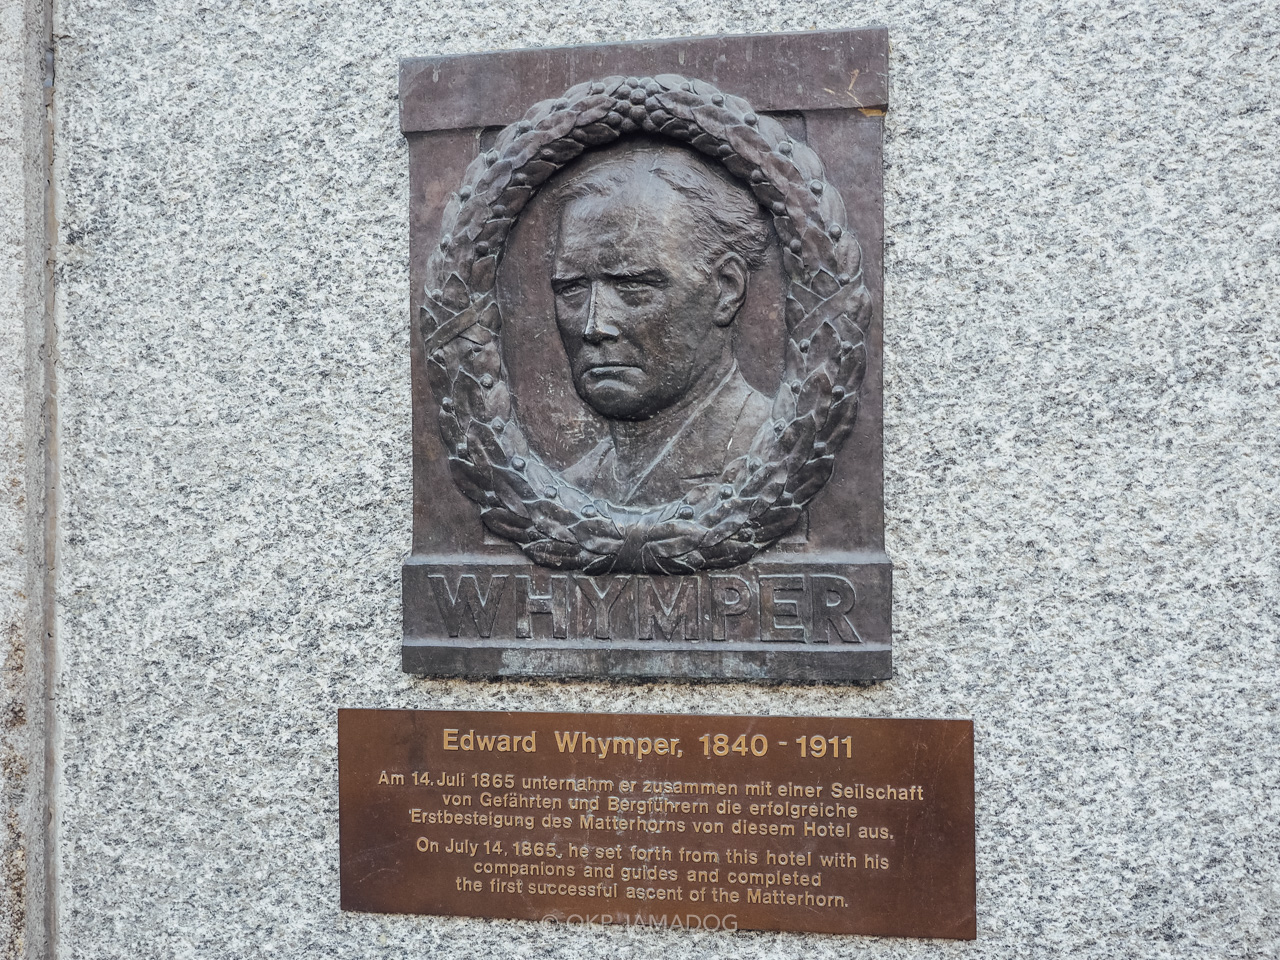 WHYMPER
Edward Whymper, 1840 - 1911
Am 14. Juli 1865 unternahm er zusammen mit einer Seilschaft
von Gefährten und Bergführern die erfolgreiche
Erstbesteigung des Matterhorns von diesem Hotel aus.
On July 14, 1865, he set forth from this hotel with his
companions and guides and completed
the first successful ascent of the Matterhorn.